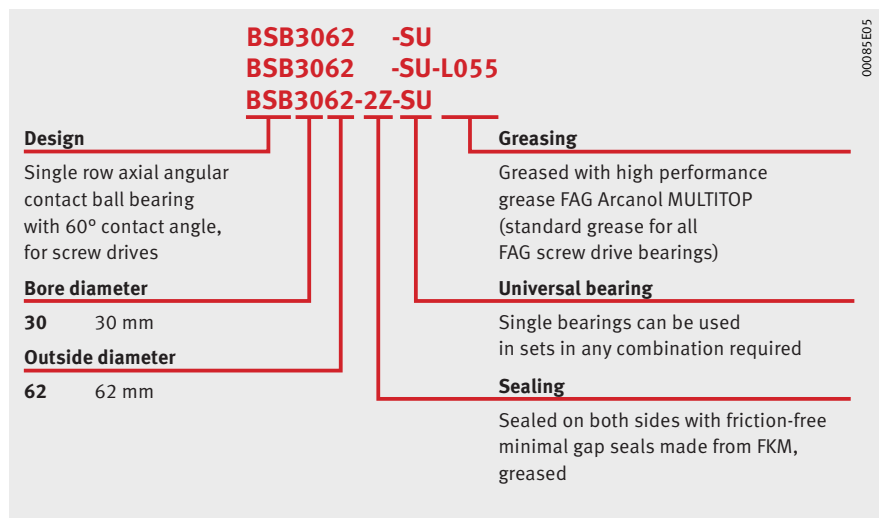 BSB3062 -SU
BSB3062 -SU-L055
BSB3062-2Z-SU
00085E05
Design
Single row axial angular
contact ball bearing
with 60° contact angle,
for screw drives
Bore diameter
30 30 mm
Outside diameter
62 62 mm
Greasing
Greased with high performance
grease FAG Arcanol MULTITOP
(standard grease for all
FAG screw drive bearings)
Universal bearing
Single bearings can be used
in sets in any combination required
Sealing
Sealed on both sides with friction-free
minimal gap seals made from FKM,
greased